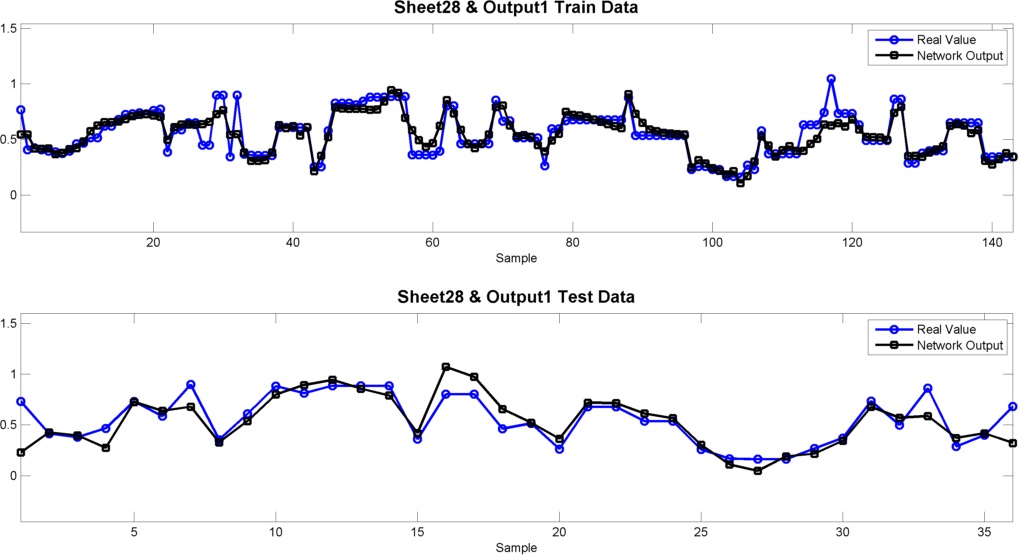 Sheet28 & Output1 Train Data
1.5
1
0.5
0
Real Value
Network Output
20 40 60 80 100 120 140
Sample
Sheet28 & Output1 Test Data
1.5
1
0.5
0
Real Value
Network Output
5 10 15 20 25 30 35
Sample